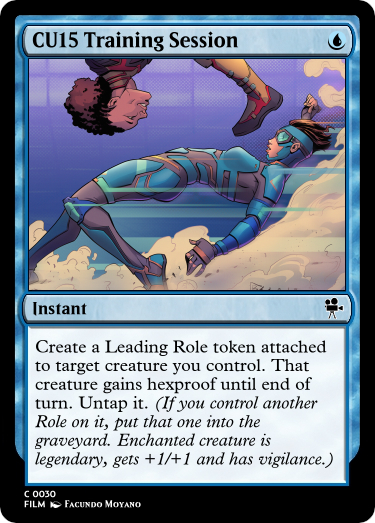 CU15 Training Session
Instant
Create a Leading Role token attached
to target creature you control. That
creature gains hexproof until end of
turn. Untap it. (If you control another
Role on it, put that one into the
graveyard. Enchanted creature is
legendary, gets +1/+1 and has vigilance.)
C 0030
FILM Facundo Moyano